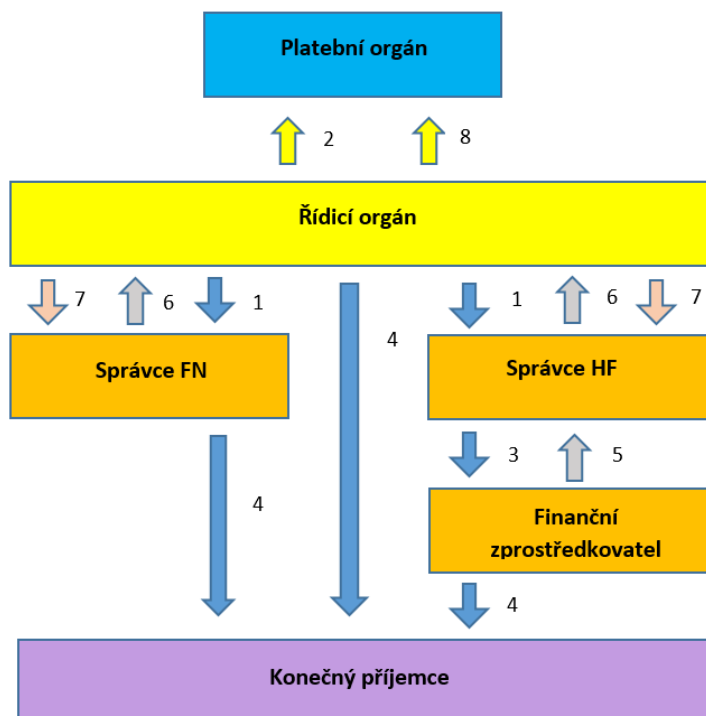 Platební orgán
2
8
Řídicí orgán
7
6
1
4
1
6
7
Správce FN
Správce HF
3
5
4
Finanční
zprostředkovatel
4
Konečný příjemce